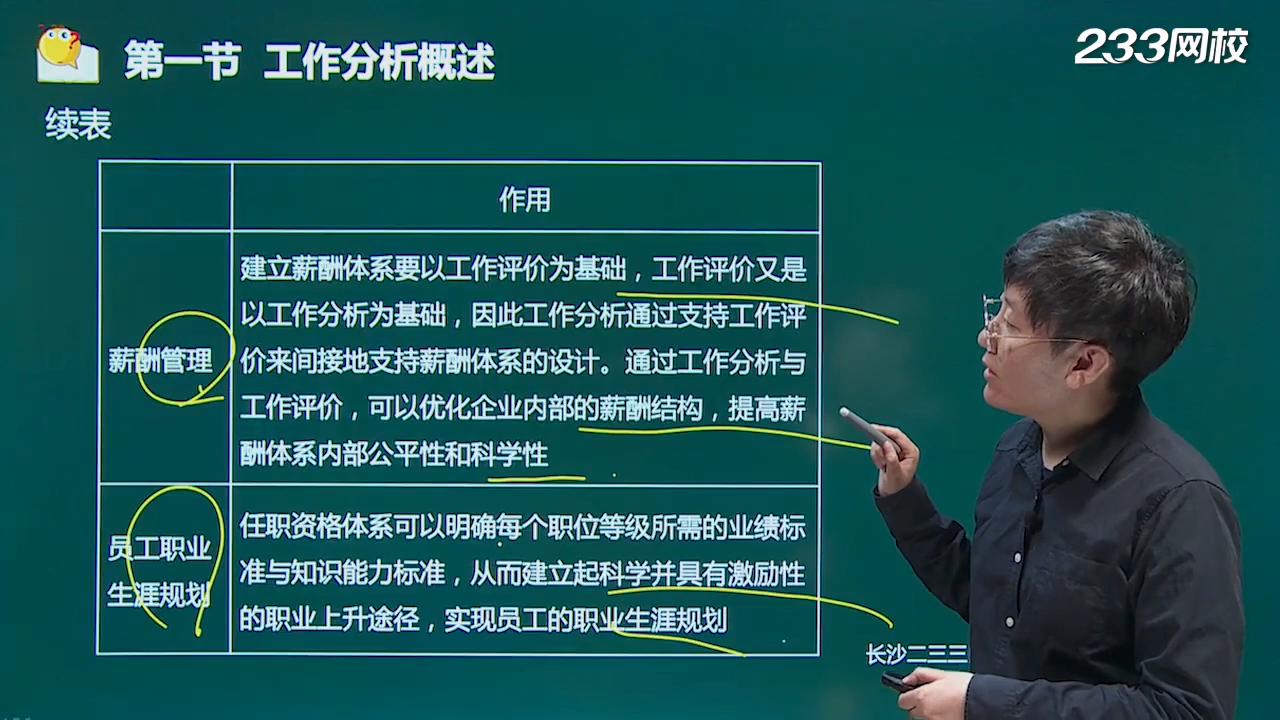 第一节 工作分析概述
233网校
续表
作用
薪酬管理
建立薪酬体系要以工作评价为基础，工作评价又是
以工作分析为基础，因此工作分析通过支持工作评
价来间接地支持薪酬体系的设计。通过工作分析与
工作评价，可以优化企业内部的薪酬结构，提高薪
酬体系内部公平性和科学性
员工职业
生涯规划
任职资格体系可以明确每个职位等级所需的业绩标
准与知识能力标准，从而建立起科学并具有激励性
的职业上升途径，实现员工的职业生涯规划
长沙二三三